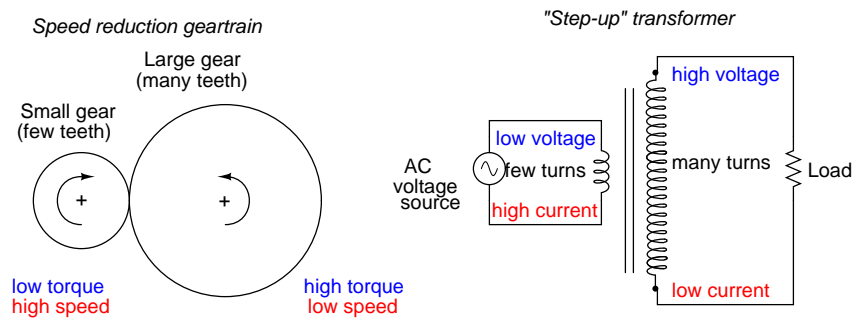 Speed reduction geartrain
Large gear
(many teeth)
Small gear
(few teeth)
+
+
low torque
high speed
high torque
low speed
"Step-up" transformer
high voltage
low voltage
AC
voltage
source
few turns
many turns
Load
high current
low current